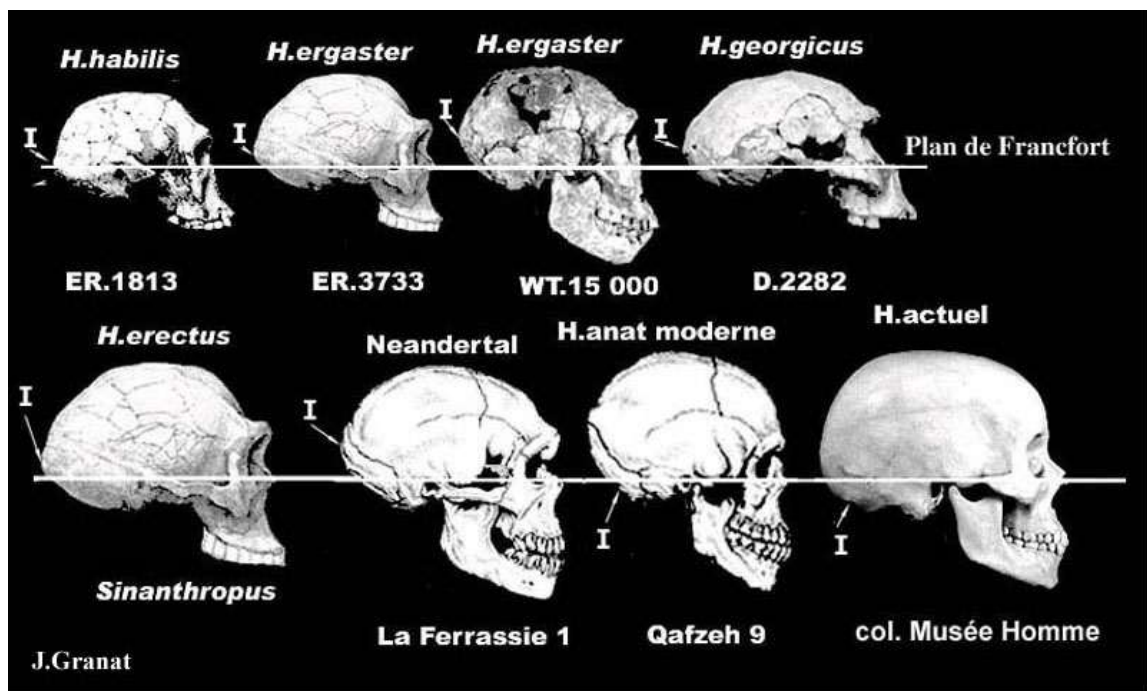 H.habilis
H.ergaster
H.ergaster
H.georgicus
I
I
I
I
Plan de Francfort
ER.1813
ER.3733
WT.15 000
D.2282
H.erectus
Neandertal
H.anat moderne
H.actuel
I
I
I
I
Sinanthropus
La Ferrassie 1
Qafzeh 9
col. Musée Homme
J.Granat